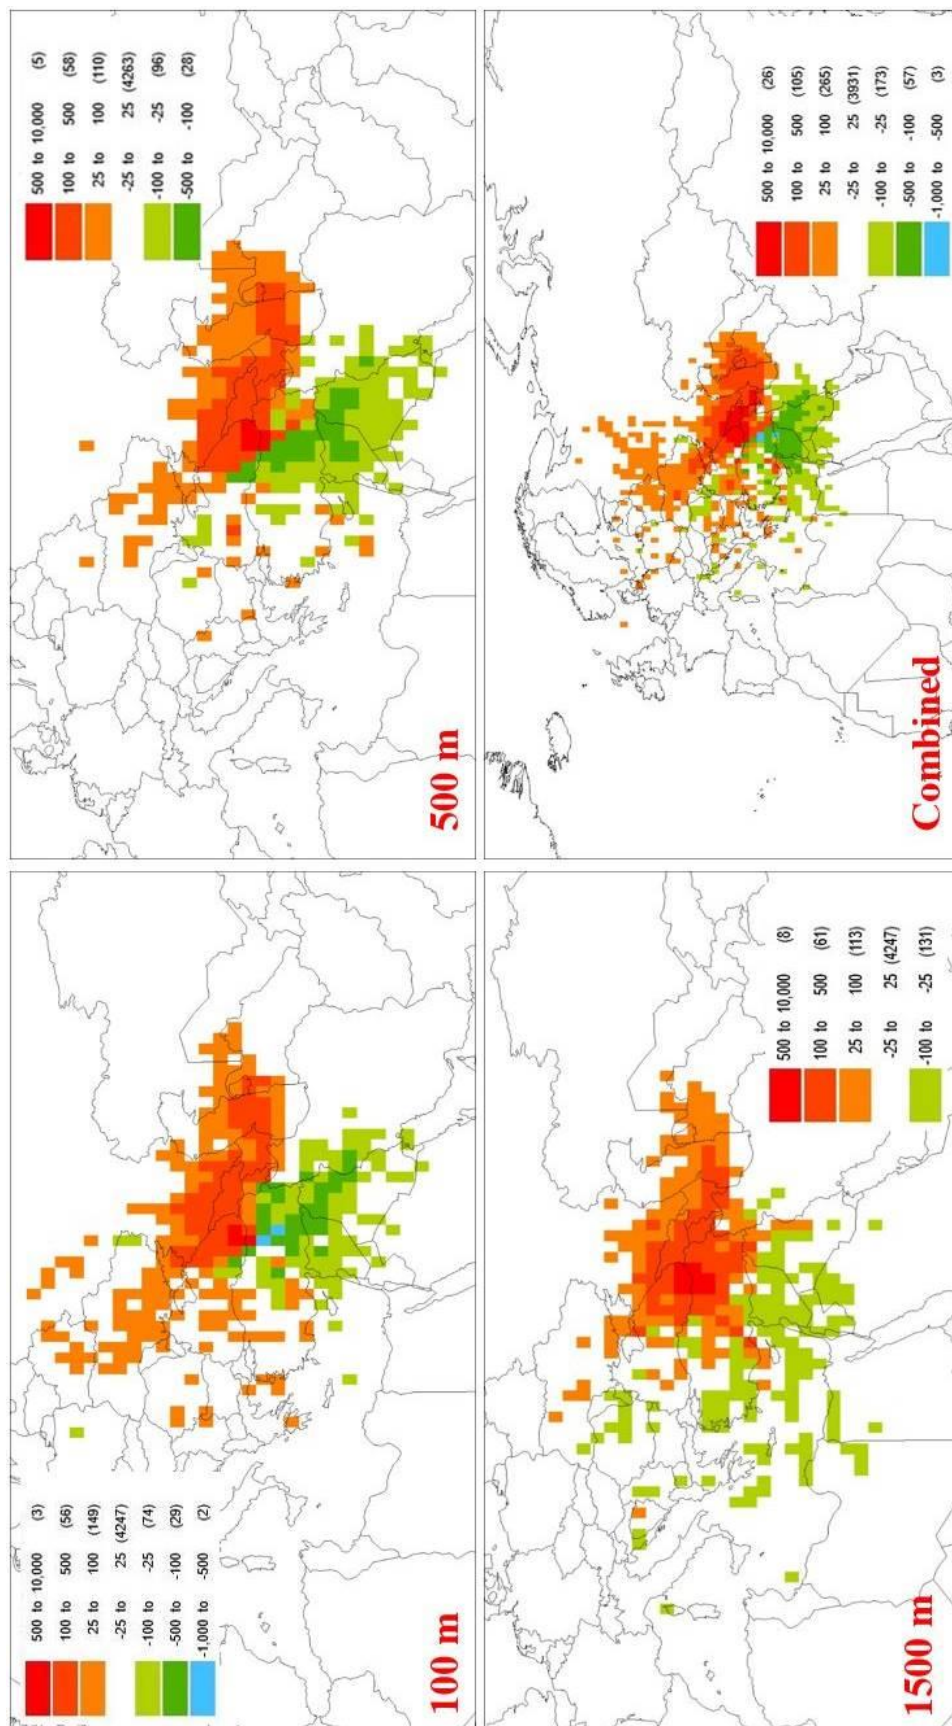 500 to 10,000 (3)
100 to 500 (56)
25 to 100 (149)
-25 to 25 (4247)
-100 to -25 (74)
-500 to -100 (29)
-1,000 to -500 (2)
100 m
500 to 10,000 (5)
100 to 500 (58)
25 to 100 (110)
-25 to 25 (4263)
-100 to -25 (96)
-500 to -100 (28)
500 m
500 to 10,000 (8)
100 to 500 (61)
25 to 100 (113)
-25 to 25 (4247)
-100 to -25 (131)
1500 m
500 to 10,000 (26)
100 to 500 (105)
25 to 100 (265)
-25 to 25 (3931)
-100 to -25 (173)
-500 to -100 (57)
-1,000 to -500 (3)
Combined